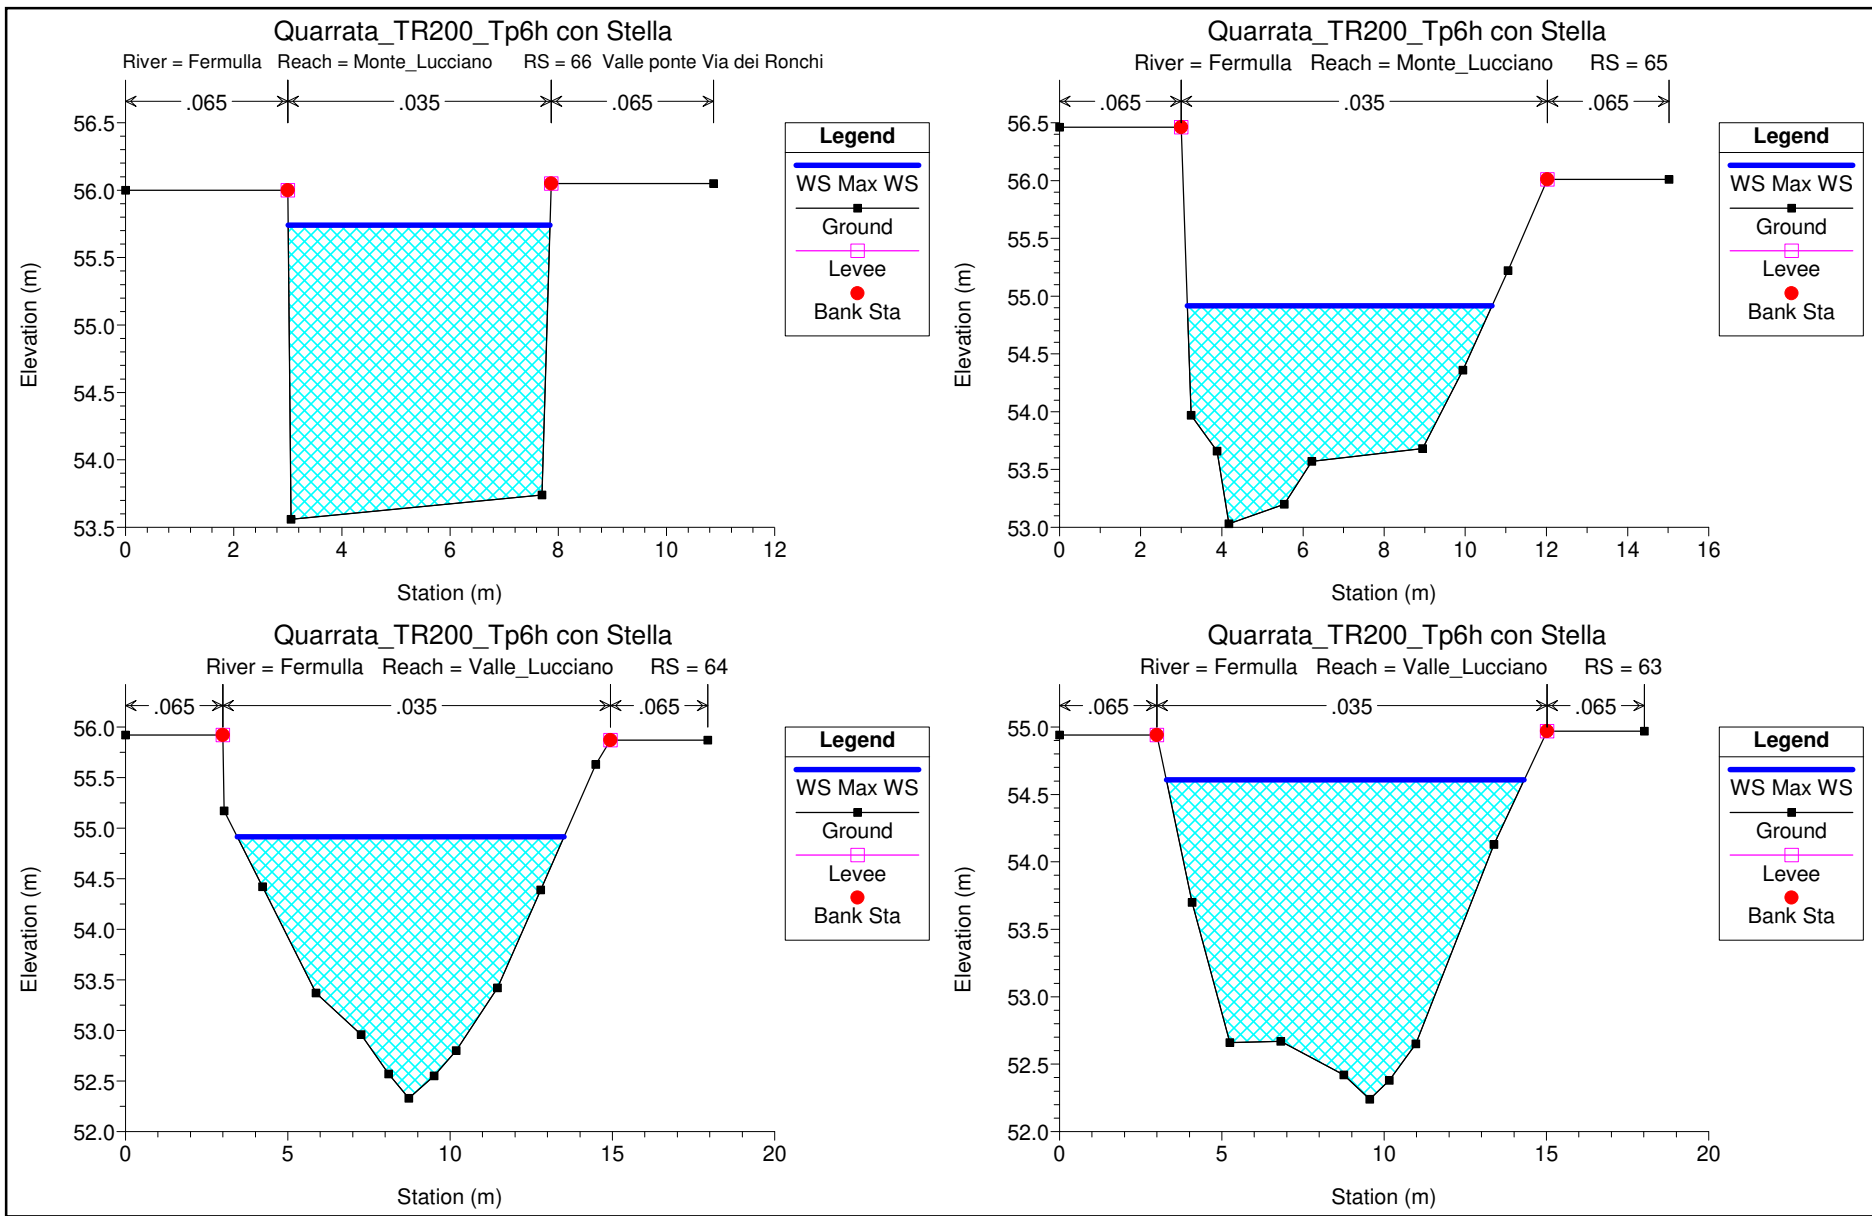 Quarrata_TR200_Tp6h con Stella
River = Fermulla Reach = Monte_Lucciano RS = 66 Valle ponte Via dei Ronchi
.065 .035 .065
56.5
56.0
55.5
55.0
54.5
54.0
53.5
0 2 4 6 8 10 12
Station (m)
Elevation (m)
Legend
WS Max WS
Ground
Levee
Bank Sta
Quarrata_TR200_Tp6h con Stella
River = Fermulla Reach = Monte_Lucciano RS = 65
.065 .035 .065
56.5
56.0
55.5
55.0
54.5
54.0
53.5
53.0
0 2 4 6 8 10 12 14 16
Station (m)
Elevation (m)
Legend
WS Max WS
Ground
Levee
Bank Sta
Quarrata_TR200_Tp6h con Stella
River = Fermulla Reach = Valle_Lucciano RS = 64
.065 .035 .065
56.0
55.5
55.0
54.5
54.0
53.5
53.0
52.5
52.0
0 5 10 15 20
Station (m)
Elevation (m)
Legend
WS Max WS
Ground
Levee
Bank Sta
Quarrata_TR200_Tp6h con Stella
River = Fermulla Reach = Valle_Lucciano RS = 63
.065 .035 .065
55.0
54.5
54.0
53.5
53.0
52.5
52.0
0 5 10 15 20
Station (m)
Elevation (m)
Legend
WS Max WS
Ground
Levee
Bank Sta